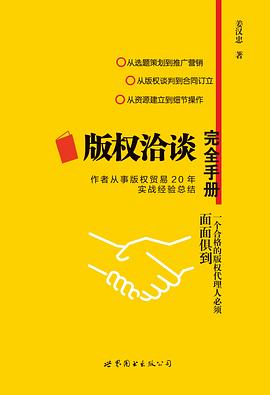 姜汉忠 著
从选题策划到推广营销
从版权谈判到合同订立
从资源建立到细节操作
版权洽谈
完全手册
作者从事版权贸易20年
实战经验总结
一个合格的版权代理人必须
面面俱到
世界图书出版公司